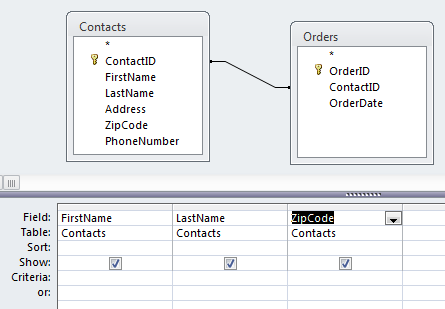 Contacts
*
ContactID
FirstName
LastName
Address
ZipCode
PhoneNumber
Orders
*
OrderID
ContactID
OrderDate
Field: FirstName LastName ZipCode
Table: Contacts Contacts Contacts
Sort:
Show:
Criteria:
or: